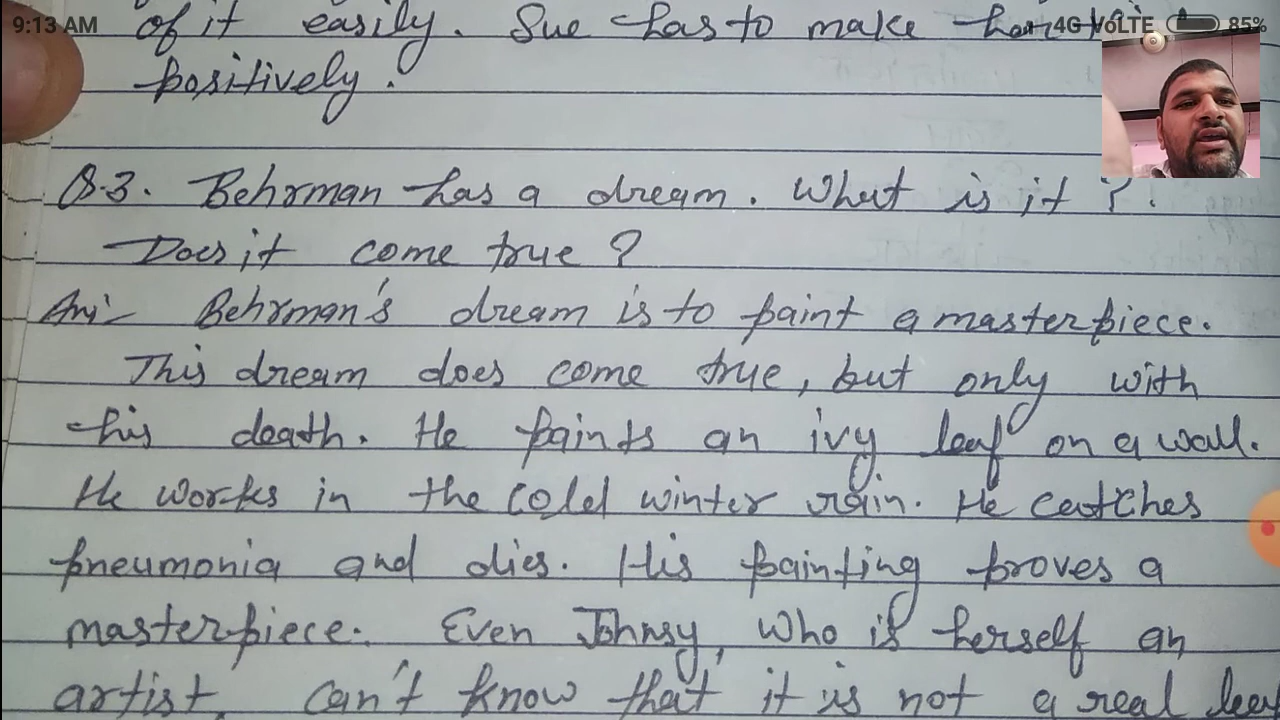 9:13 AM
4G VoLTE 85%
of it easily. Sue has to make
positively.
Q.3. Behrman has a dream. What is it ?.
Does it come true ?
Ans- Behrman's dream is to paint a masterpiece.
This dream does come true, but only with
his death. He paints an ivy leaf on a wall.
He works in the cold winter rain. He catches
pneumonia and dies. His painting proves a
masterpiece. Even Johnsy, who is herself an
artist, can't know that it is not a real leaf